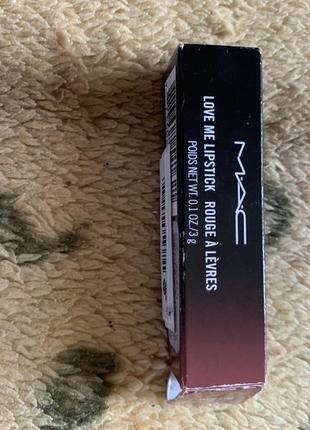 MAC
LOVE ME LIPSTICK ROUGE À LÈVRES
POIDS NET WT. 0.1 OZ/3 g